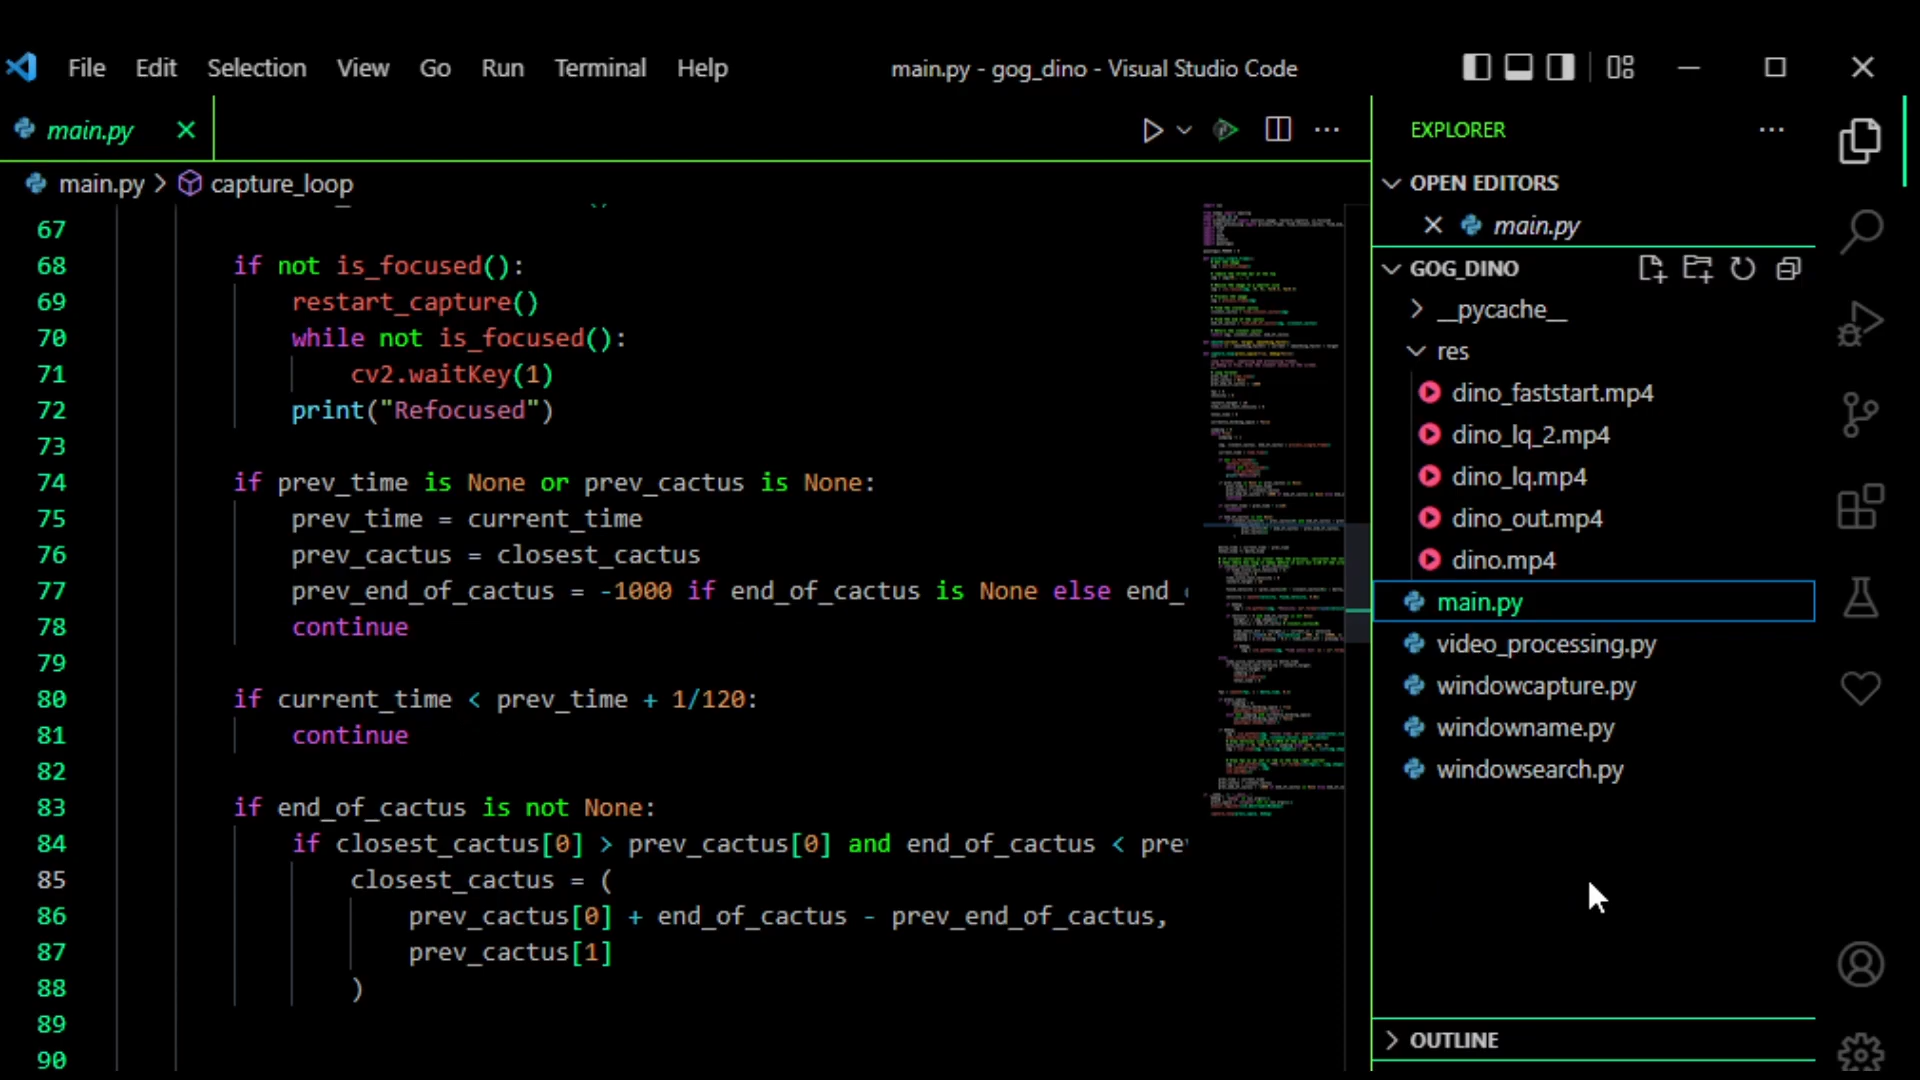 File Edit Selection View Go Run Terminal Help
main.py - gog_dino - Visual Studio Code
main.py
main.py > capture_loop
67
68 if not is_focused():
69 restart_capture()
70 while not is_focused():
71 cv2.waitKey(1)
72 print("Refocused")
73
74 if prev_time is None or prev_cactus is None:
75 prev_time = current_time
76 prev_cactus = closest_cactus
77 prev_end_of_cactus = -1000 if end_of_cactus is None else end_
78 continue
79
80 if current_time < prev_time + 1/120:
81 continue
82
83 if end_of_cactus is not None:
84 if closest_cactus[0] > prev_cactus[0] and end_of_cactus < pre
85 closest_cactus = (
86 prev_cactus[0] + end_of_cactus - prev_end_of_cactus,
87 prev_cactus[1]
88 )
89
90
EXPLORER
OPEN EDITORS
main.py
GOG_DINO
__pycache__
res
dino_faststart.mp4
dino_lq_2.mp4
dino_lq.mp4
dino_out.mp4
dino.mp4
main.py
video_processing.py
windowcapture.py
windowname.py
windowsearch.py
OUTLINE